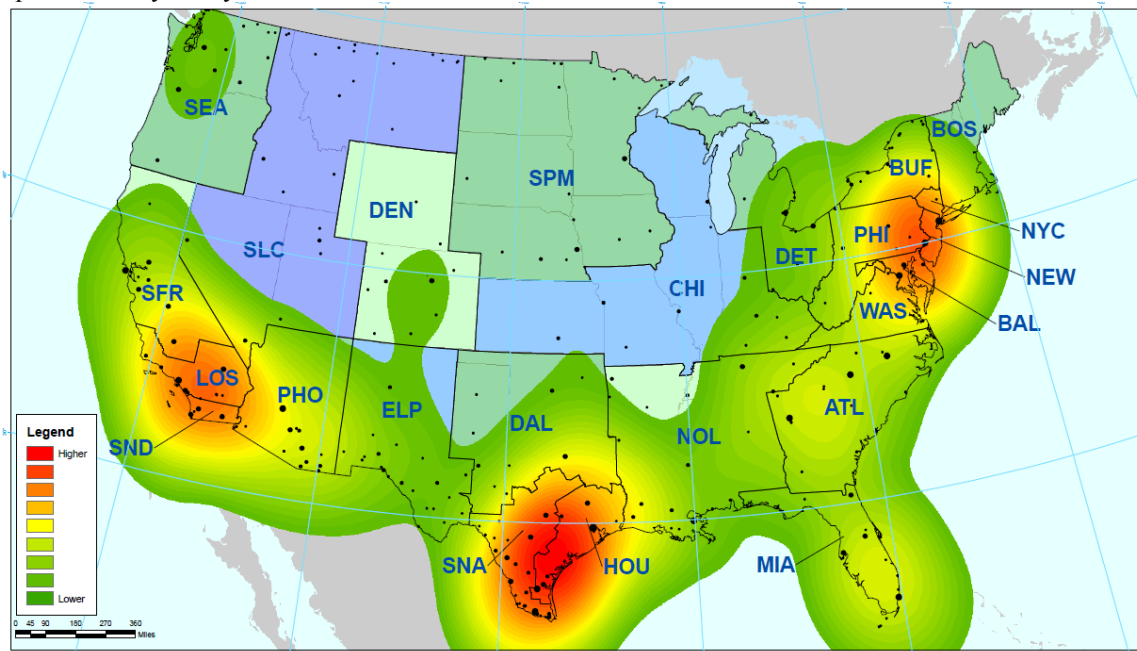 SEA
BOS
BUF
SPM
DEN
NYC
PHI
SLC
DET
NEW
SFR
CHI
WAS
BAL
LOS
PHO
ELP
DAL
ATL
NOL
SND
SNA
HOU
MIA
Legend
Higher
Lower
0 45 90 180 270 360
Miles